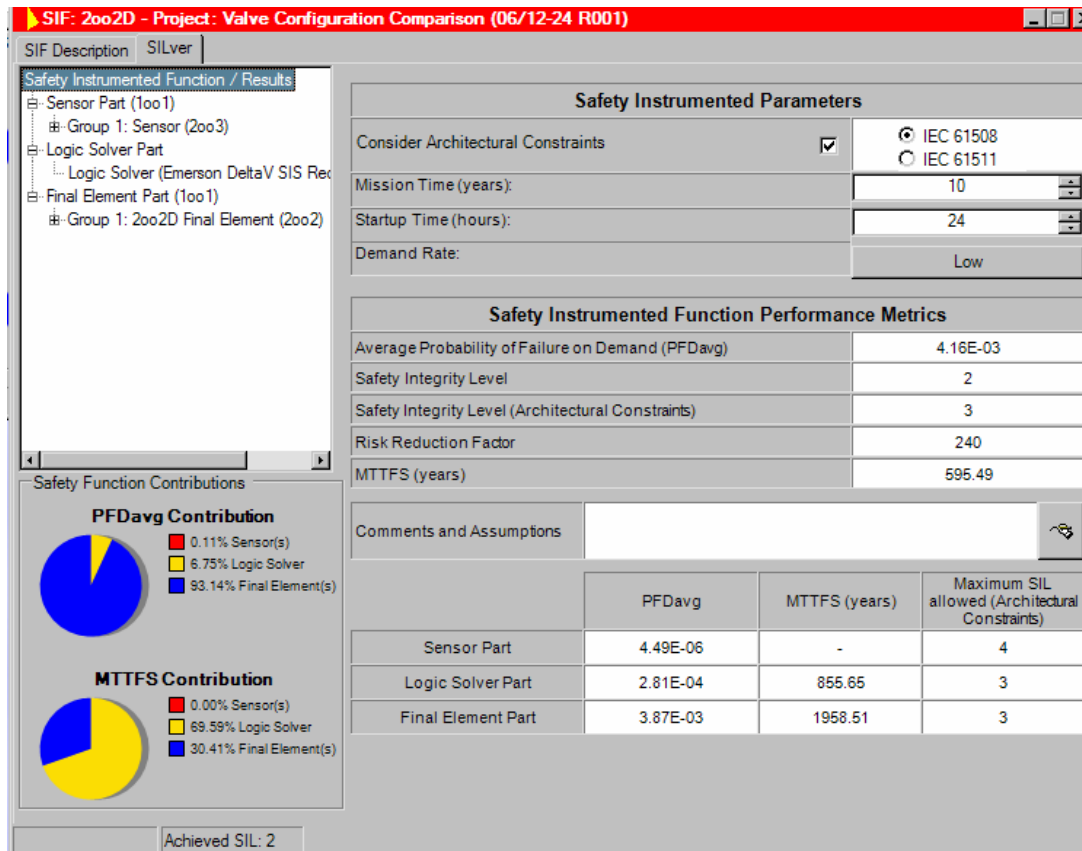 SIF: 2oo2D - Project: Valve Configuration Comparison (06/12-24 R001)
SIF Description SILver
Safety Instrumented Function / Results
Sensor Part (1oo1)
Group 1: Sensor (2oo3)
Logic Solver Part
Logic Solver (Emerson DeltaV SIS Rec
Final Element Part (1oo1)
Group 1: 2oo2D Final Element (2oo2)
Safety Instrumented Parameters
Consider Architectural Constraints
IEC 61508
IEC 61511
Mission Time (years): 10
Startup Time (hours): 24
Demand Rate: Low
Safety Instrumented Function Performance Metrics
Average Probability of Failure on Demand (PFDavg) 4.16E-03
Safety Integrity Level 2
Safety Integrity Level (Architectural Constraints) 3
Risk Reduction Factor 240
MTTFS (years) 595.49
Safety Function Contributions
PFDavg Contribution
0.11% Sensor(s)
6.75% Logic Solver
93.14% Final Element(s)
MTTFS Contribution
0.00% Sensor(s)
69.59% Logic Solver
30.41% Final Element(s)
Comments and Assumptions
PFDavg MTTFS (years) Maximum SIL
allowed (Architectural
Constraints)
Sensor Part 4.49E-06 - 4
Logic Solver Part 2.81E-04 855.65 3
Final Element Part 3.87E-03 1958.51 3
Achieved SIL: 2